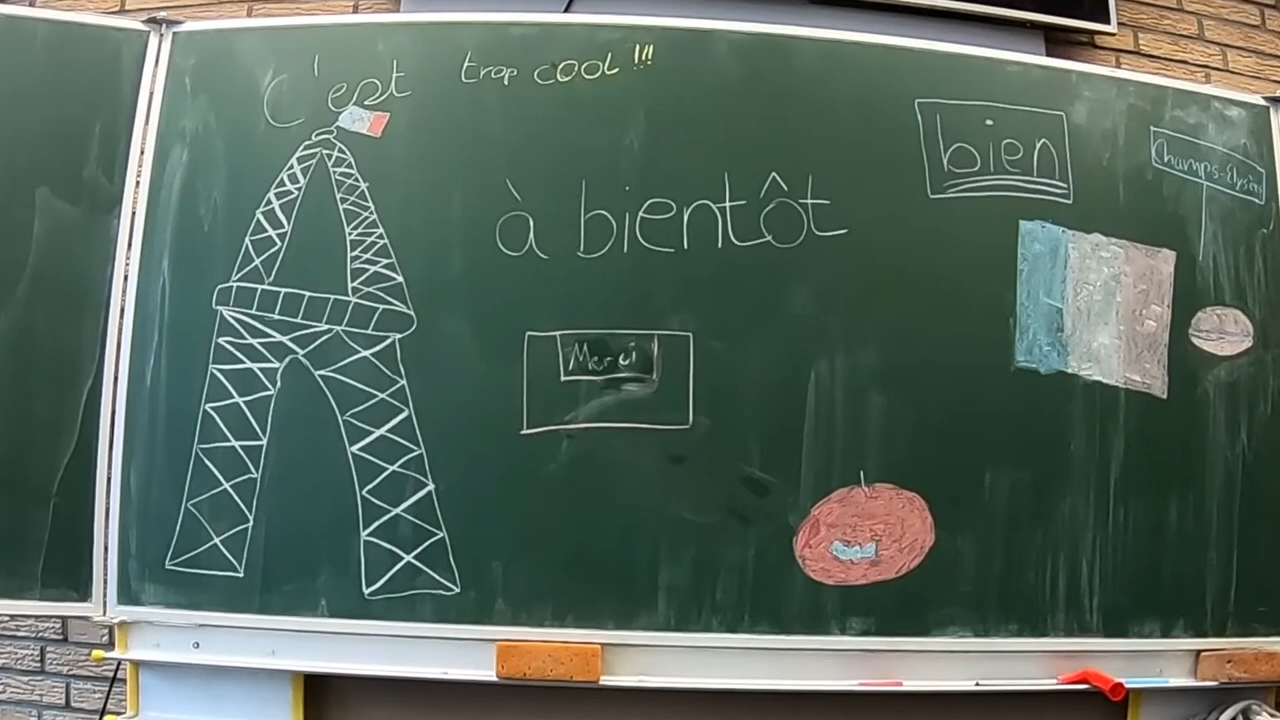 c'est trop cool !!!
bien
Champs-Elysées
à bientôt
Merci